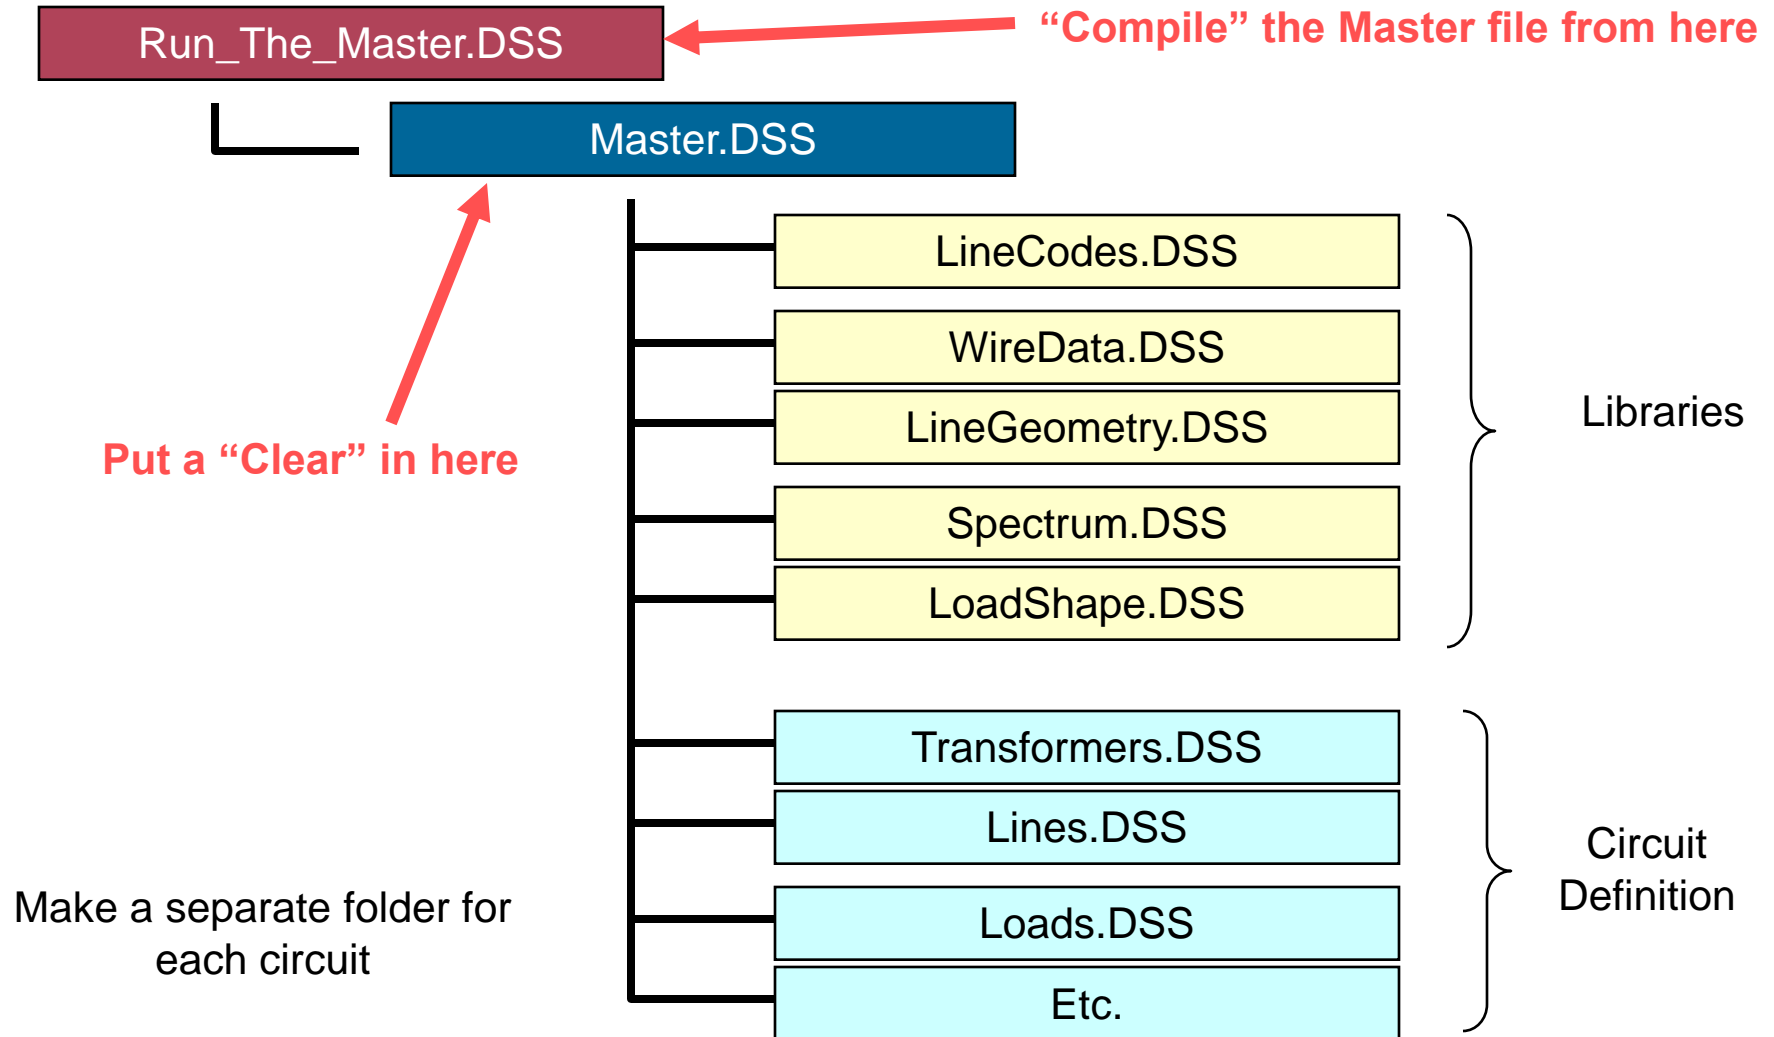 Run_The_Master.DSS
“Compile” the Master file from here
Master.DSS
LineCodes.DSS
WireData.DSS
LineGeometry.DSS
Spectrum.DSS
LoadShape.DSS
Libraries
Put a “Clear” in here
Transformers.DSS
Lines.DSS
Loads.DSS
Etc.
Circuit
Definition
Make a separate folder for
each circuit